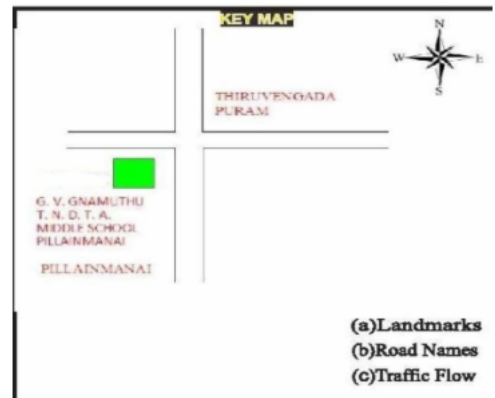 KEY MAP
N
W
E
S
THIRUVENGADA
PURAM
G. V. GNAMUTHU
T. N. D. T. A.
MIDDLE SCHOOL
PILLAINMANAI
PILLAINMANAI
(a)Landmarks
(b)Road Names
(c)Traffic Flow